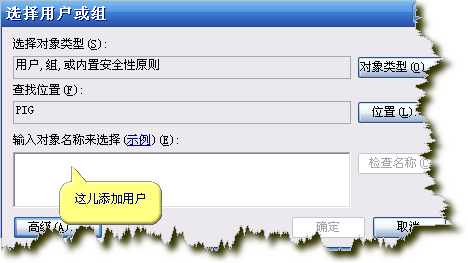 选择用户或组
选择对象类型(S):
用户,组,或内置安全性原则
对象类型(O)
查找位置(F):
PIG
位置(L)
输入对象名称来选择(示例)(E):
检查名称(C
这儿添加用户
高级(A)
确定
取消